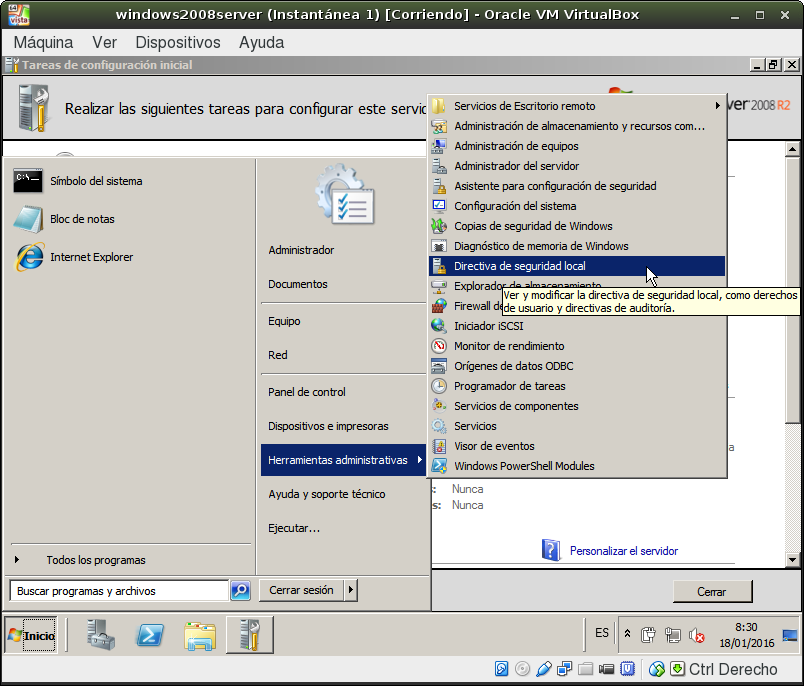 windows2008server (Instantánea 1) [Corriendo] - Oracle VM VirtualBox
Máquina Ver Dispositivos Ayuda
Tareas de configuración inicial
Realizar las siguientes tareas para configurar este servic
ver 2008 R2
Símbolo del sistema
Bloc de notas
Internet Explorer
Todos los programas
Buscar programas y archivos
Administrador
Documentos
Equipo
Red
Panel de control
Dispositivos e impresoras
Herramientas administrativas
Ayuda y soporte técnico
Ejecutar...
Cerrar sesión
Servicios de Escritorio remoto
Administración de almacenamiento y recursos com...
Administración de equipos
Administrador del servidor
Asistente para configuración de seguridad
Configuración del sistema
Copias de seguridad de Windows
Diagnóstico de memoria de Windows
Directiva de seguridad local
Explorador de almacenamiento
Firewall de
Ver y modificar la directiva de seguridad local, como derechos
de usuario y directivas de auditoría.
Iniciador iSCSI
Monitor de rendimiento
Orígenes de datos ODBC
Programador de tareas
Servicios de componentes
Servicios
Visor de eventos
Windows PowerShell Modules
: Nunca
s: Nunca
Personalizar el servidor
Cerrar
Inicio
ES
8:30
18/01/2016
Ctrl Derecho